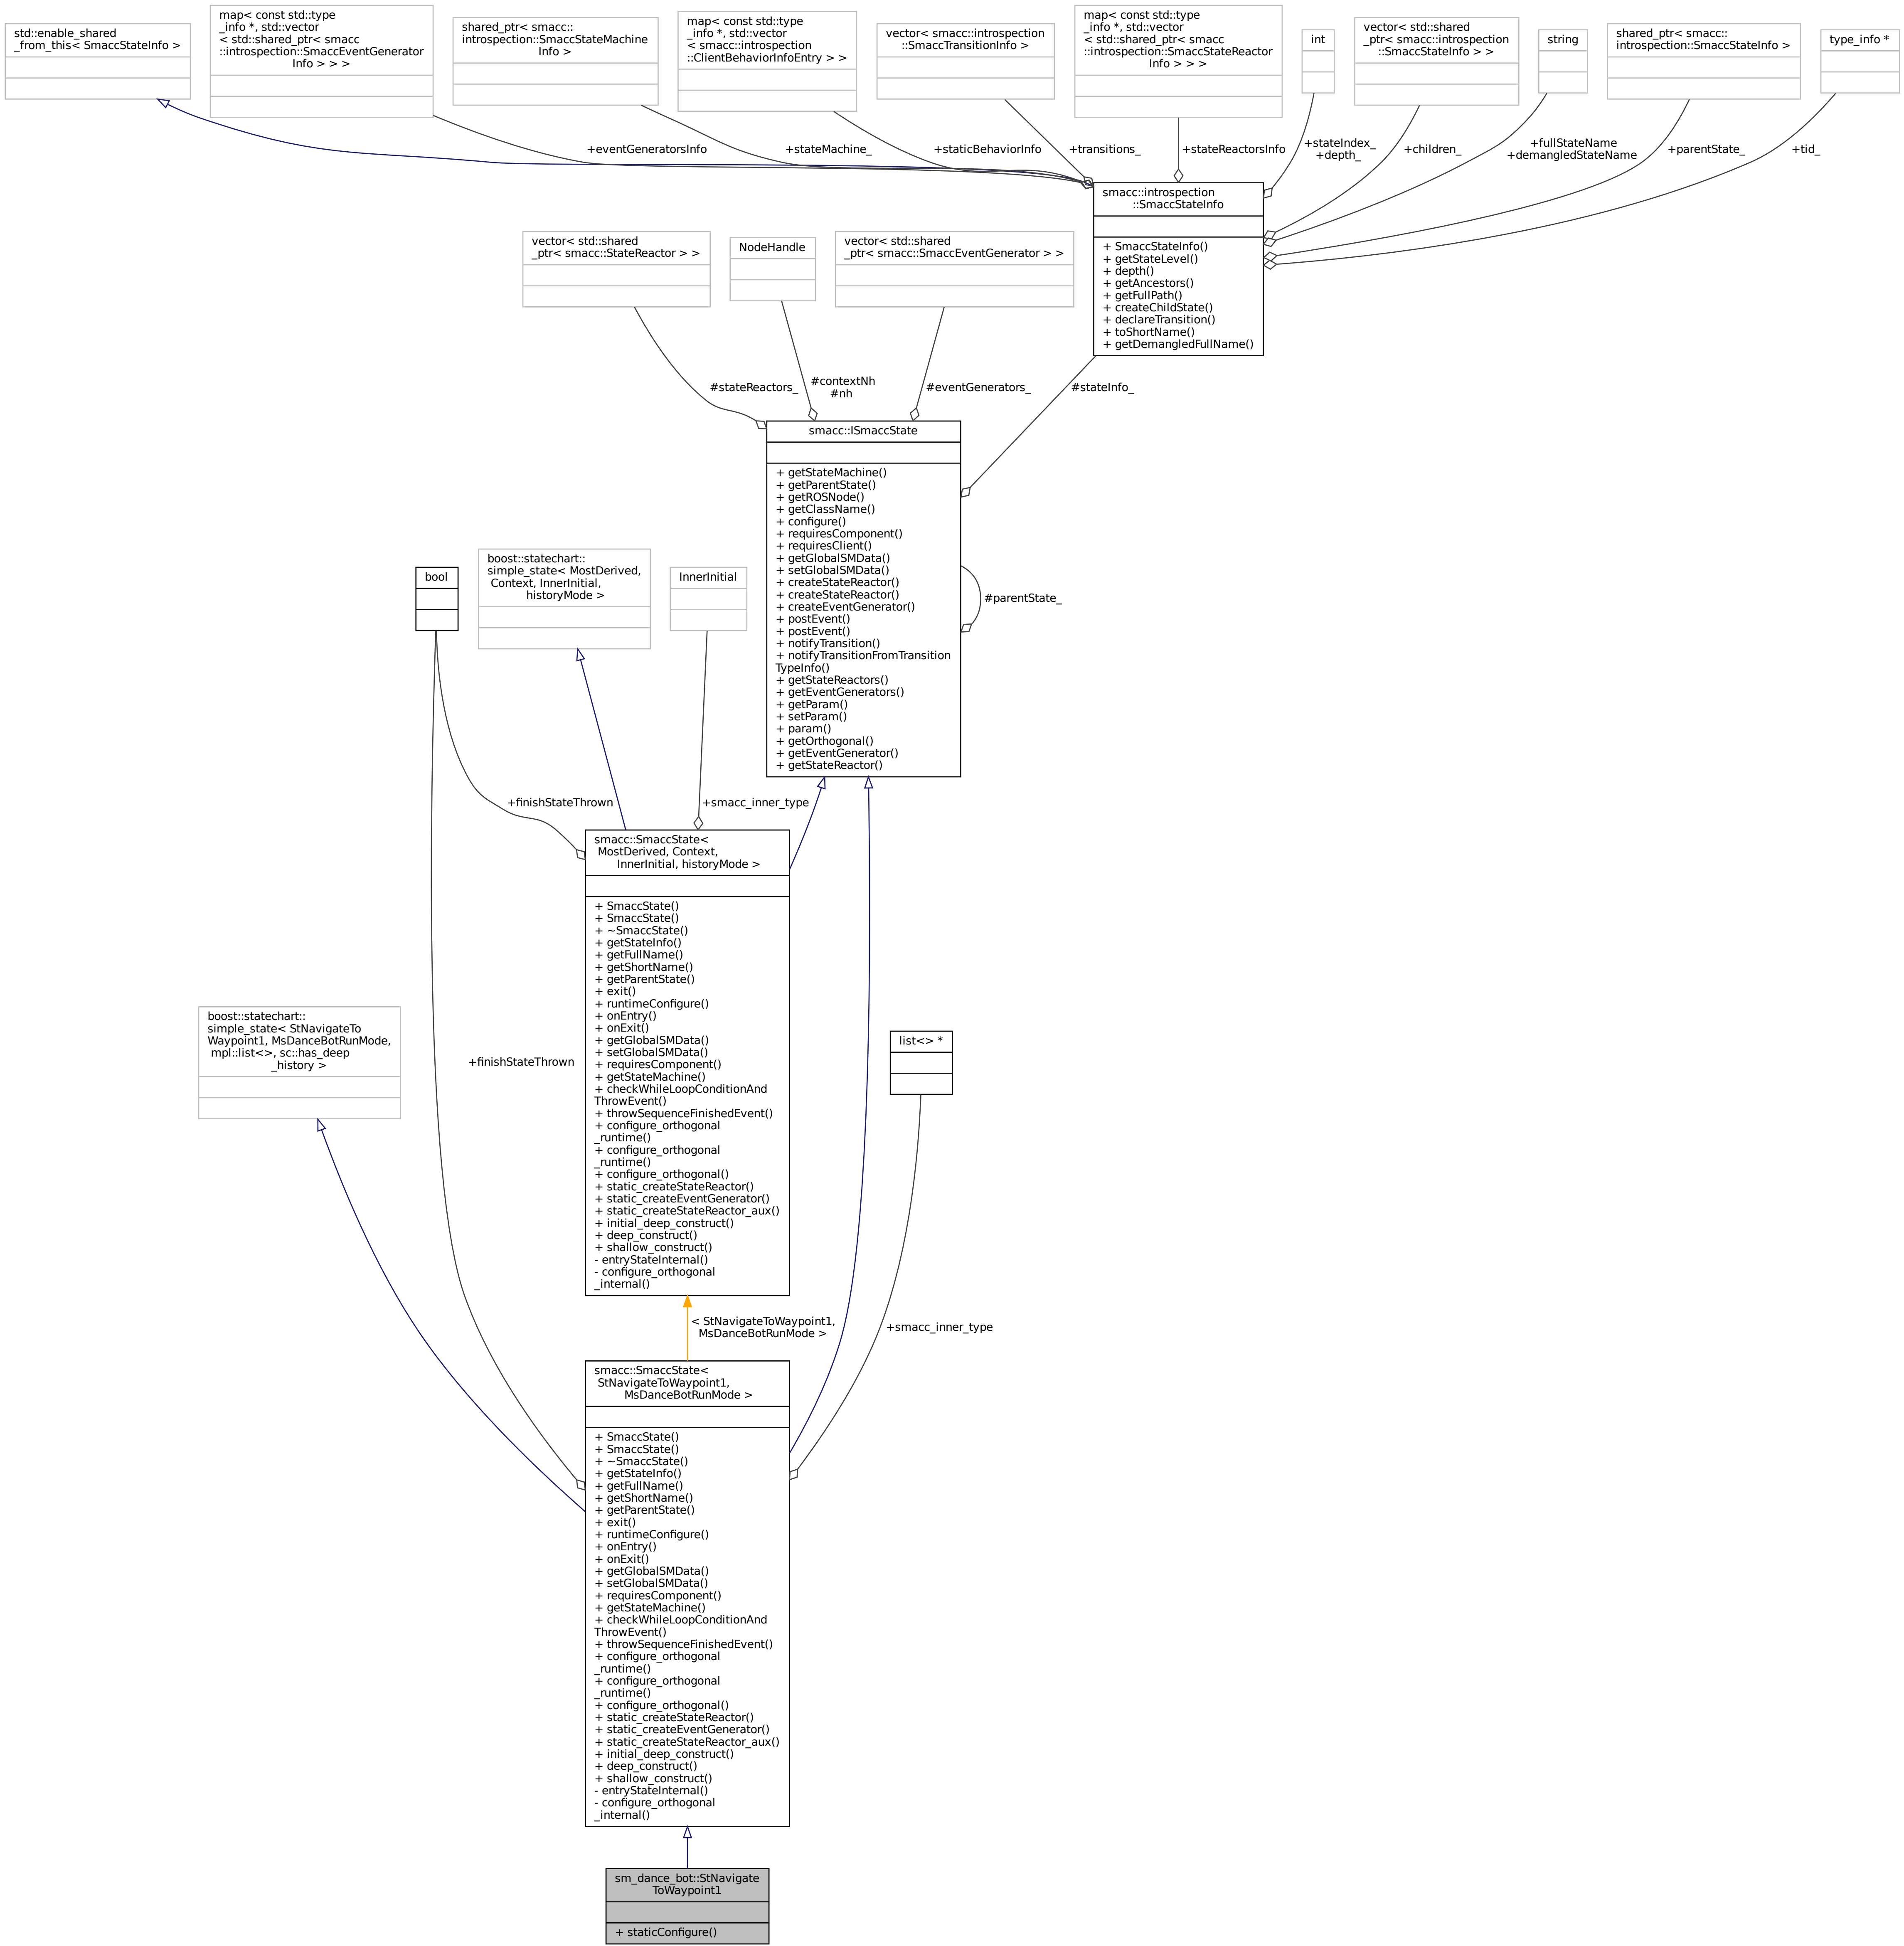 std::enable_shared
_from_this< SmaccStateInfo >
map< const std::type
_info *, std::vector
< std::shared_ptr< smacc
::introspection::SmaccEventGenerator
Info > > >
shared_ptr< smacc::
introspection::SmaccStateMachine
Info >
map< const std::type
_info *, std::vector
< smacc::introspection
::ClientBehaviorInfoEntry > >
vector< smacc::introspection
::SmaccTransitionInfo >
map< const std::type
_info *, std::vector
< std::shared_ptr< smacc
::introspection::SmaccStateReactor
Info > > >
int
vector< std::shared
_ptr< smacc::introspection
::SmaccStateInfo > >
string
shared_ptr< smacc::
introspection::SmaccStateInfo >
type_info *
+eventGeneratorsInfo
+stateMachine_
+staticBehaviorInfo
+transitions_
+stateReactorsInfo
+stateIndex_
+depth_
+children_
+fullStateName
+demangledStateName
+parentState_
+tid_
smacc::introspection
::SmaccStateInfo
+ SmaccStateInfo()
+ getStateLevel()
+ depth()
+ getAncestors()
+ getFullPath()
+ createChildState()
+ declareTransition()
+ toShortName()
+ getDemangledFullName()
vector< std::shared
_ptr< smacc::StateReactor > >
NodeHandle
vector< std::shared
_ptr< smacc::SmaccEventGenerator > >
#stateReactors_
#contextNh
#nh
#eventGenerators_
#stateInfo_
smacc::ISmaccState
+ getStateMachine()
+ getParentState()
+ getROSNode()
+ getClassName()
+ configure()
+ requiresComponent()
+ requiresClient()
+ getGlobalSMData()
+ setGlobalSMData()
+ createStateReactor()
+ createStateReactor()
+ createEventGenerator()
+ postEvent()
+ postEvent()
+ notifyTransition()
+ notifyTransitionFromTransition
TypeInfo()
+ getStateReactors()
+ getEventGenerators()
+ getParam()
+ setParam()
+ param()
+ getOrthogonal()
+ getEventGenerator()
+ getStateReactor()
#parentState_
bool
boost::statechart::
simple_state< MostDerived,
Context, InnerInitial,
historyMode >
InnerInitial
+finishStateThrown
+smacc_inner_type
smacc::SmaccState<
MostDerived, Context,
InnerInitial, historyMode >
+ SmaccState()
+ SmaccState()
+ ~SmaccState()
+ getStateInfo()
+ getFullName()
+ getShortName()
+ getParentState()
+ exit()
+ runtimeConfigure()
+ onEntry()
+ onExit()
+ getGlobalSMData()
+ setGlobalSMData()
+ requiresComponent()
+ getStateMachine()
+ checkWhileLoopConditionAnd
ThrowEvent()
+ throwSequenceFinishedEvent()
+ configure_orthogonal
_runtime()
+ configure_orthogonal
_runtime()
+ configure_orthogonal()
+ static_createStateReactor()
+ static_createEventGenerator()
+ static_createStateReactor_aux()
+ initial_deep_construct()
+ deep_construct()
+ shallow_construct()
- entryStateInternal()
- configure_orthogonal
_internal()
boost::statechart::
simple_state< StNavigateTo
Waypoint1, MsDanceBotRunMode,
mpl::list<>, sc::has_deep
_history >
+finishStateThrown
list<> *
< StNavigateToWaypoint1,
MsDanceBotRunMode >
+smacc_inner_type
smacc::SmaccState<
StNavigateToWaypoint1,
MsDanceBotRunMode >
+ SmaccState()
+ SmaccState()
+ ~SmaccState()
+ getStateInfo()
+ getFullName()
+ getShortName()
+ getParentState()
+ exit()
+ runtimeConfigure()
+ onEntry()
+ onExit()
+ getGlobalSMData()
+ setGlobalSMData()
+ requiresComponent()
+ getStateMachine()
+ checkWhileLoopConditionAnd
ThrowEvent()
+ throwSequenceFinishedEvent()
+ configure_orthogonal
_runtime()
+ configure_orthogonal
_runtime()
+ configure_orthogonal()
+ static_createStateReactor()
+ static_createEventGenerator()
+ static_createStateReactor_aux()
+ initial_deep_construct()
+ deep_construct()
+ shallow_construct()
- entryStateInternal()
- configure_orthogonal
_internal()
sm_dance_bot::StNavigate
ToWaypoint1
+ staticConfigure()